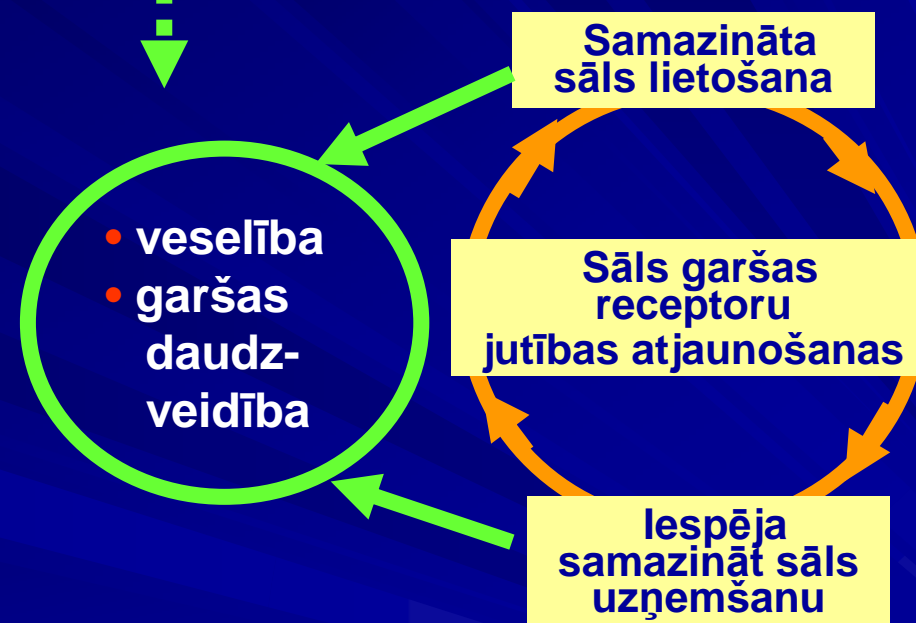 Samazināta
sāls lietošana
• veselība
• garšas
daudz-
veidība
Sāls garšas
receptoru
jutības atjaunošanas
Iespēja
samazināt sāls
uzņemšanu